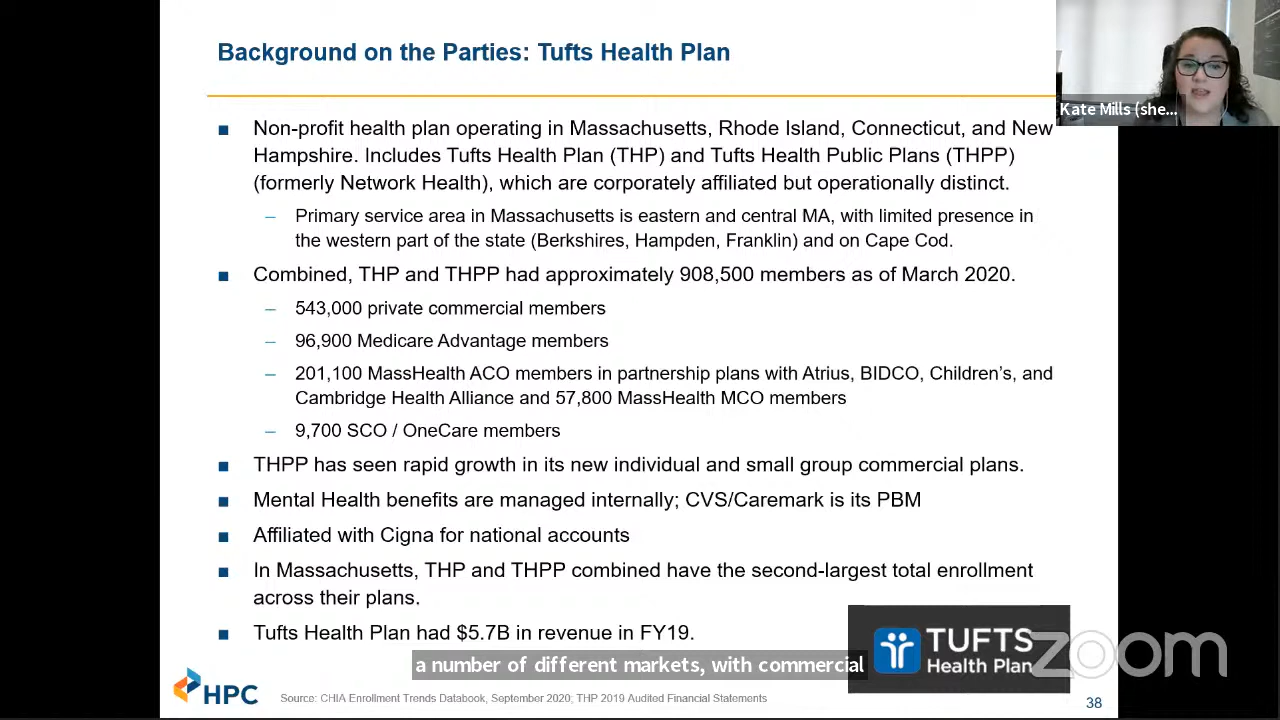 Background on the Parties: Tufts Health Plan
Kate Mills (she...
■ Non-profit health plan operating in Massachusetts, Rhode Island, Connecticut, and New
Hampshire. Includes Tufts Health Plan (THP) and Tufts Health Public Plans (THPP)
(formerly Network Health), which are corporately affiliated but operationally distinct.
– Primary service area in Massachusetts is eastern and central MA, with limited presence in
the western part of the state (Berkshires, Hampden, Franklin) and on Cape Cod.
■ Combined, THP and THPP had approximately 908,500 members as of March 2020.
– 543,000 private commercial members
– 96,900 Medicare Advantage members
– 201,100 MassHealth ACO members in partnership plans with Atrius, BIDCO, Children's, and
Cambridge Health Alliance and 57,800 MassHealth MCO members
– 9,700 SCO / OneCare members
■ THPP has seen rapid growth in its new individual and small group commercial plans.
■ Mental Health benefits are managed internally; CVS/Caremark is its PBM
■ Affiliated with Cigna for national accounts
■ In Massachusetts, THP and THPP combined have the second-largest total enrollment
across their plans.
■ Tufts Health Plan had $5.7B in revenue in FY19.
a number of different markets, with commercial
TUFTS
Health Plan
zoom
HPC
Source: CHIA Enrollment Trends Databook, September 2020; THP 2019 Audited Financial Statements
38